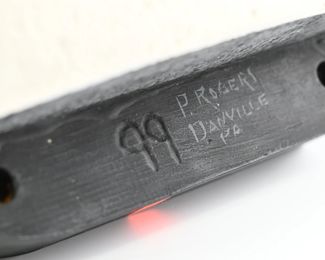 99
P. ROGERS
DANVILLE
PA